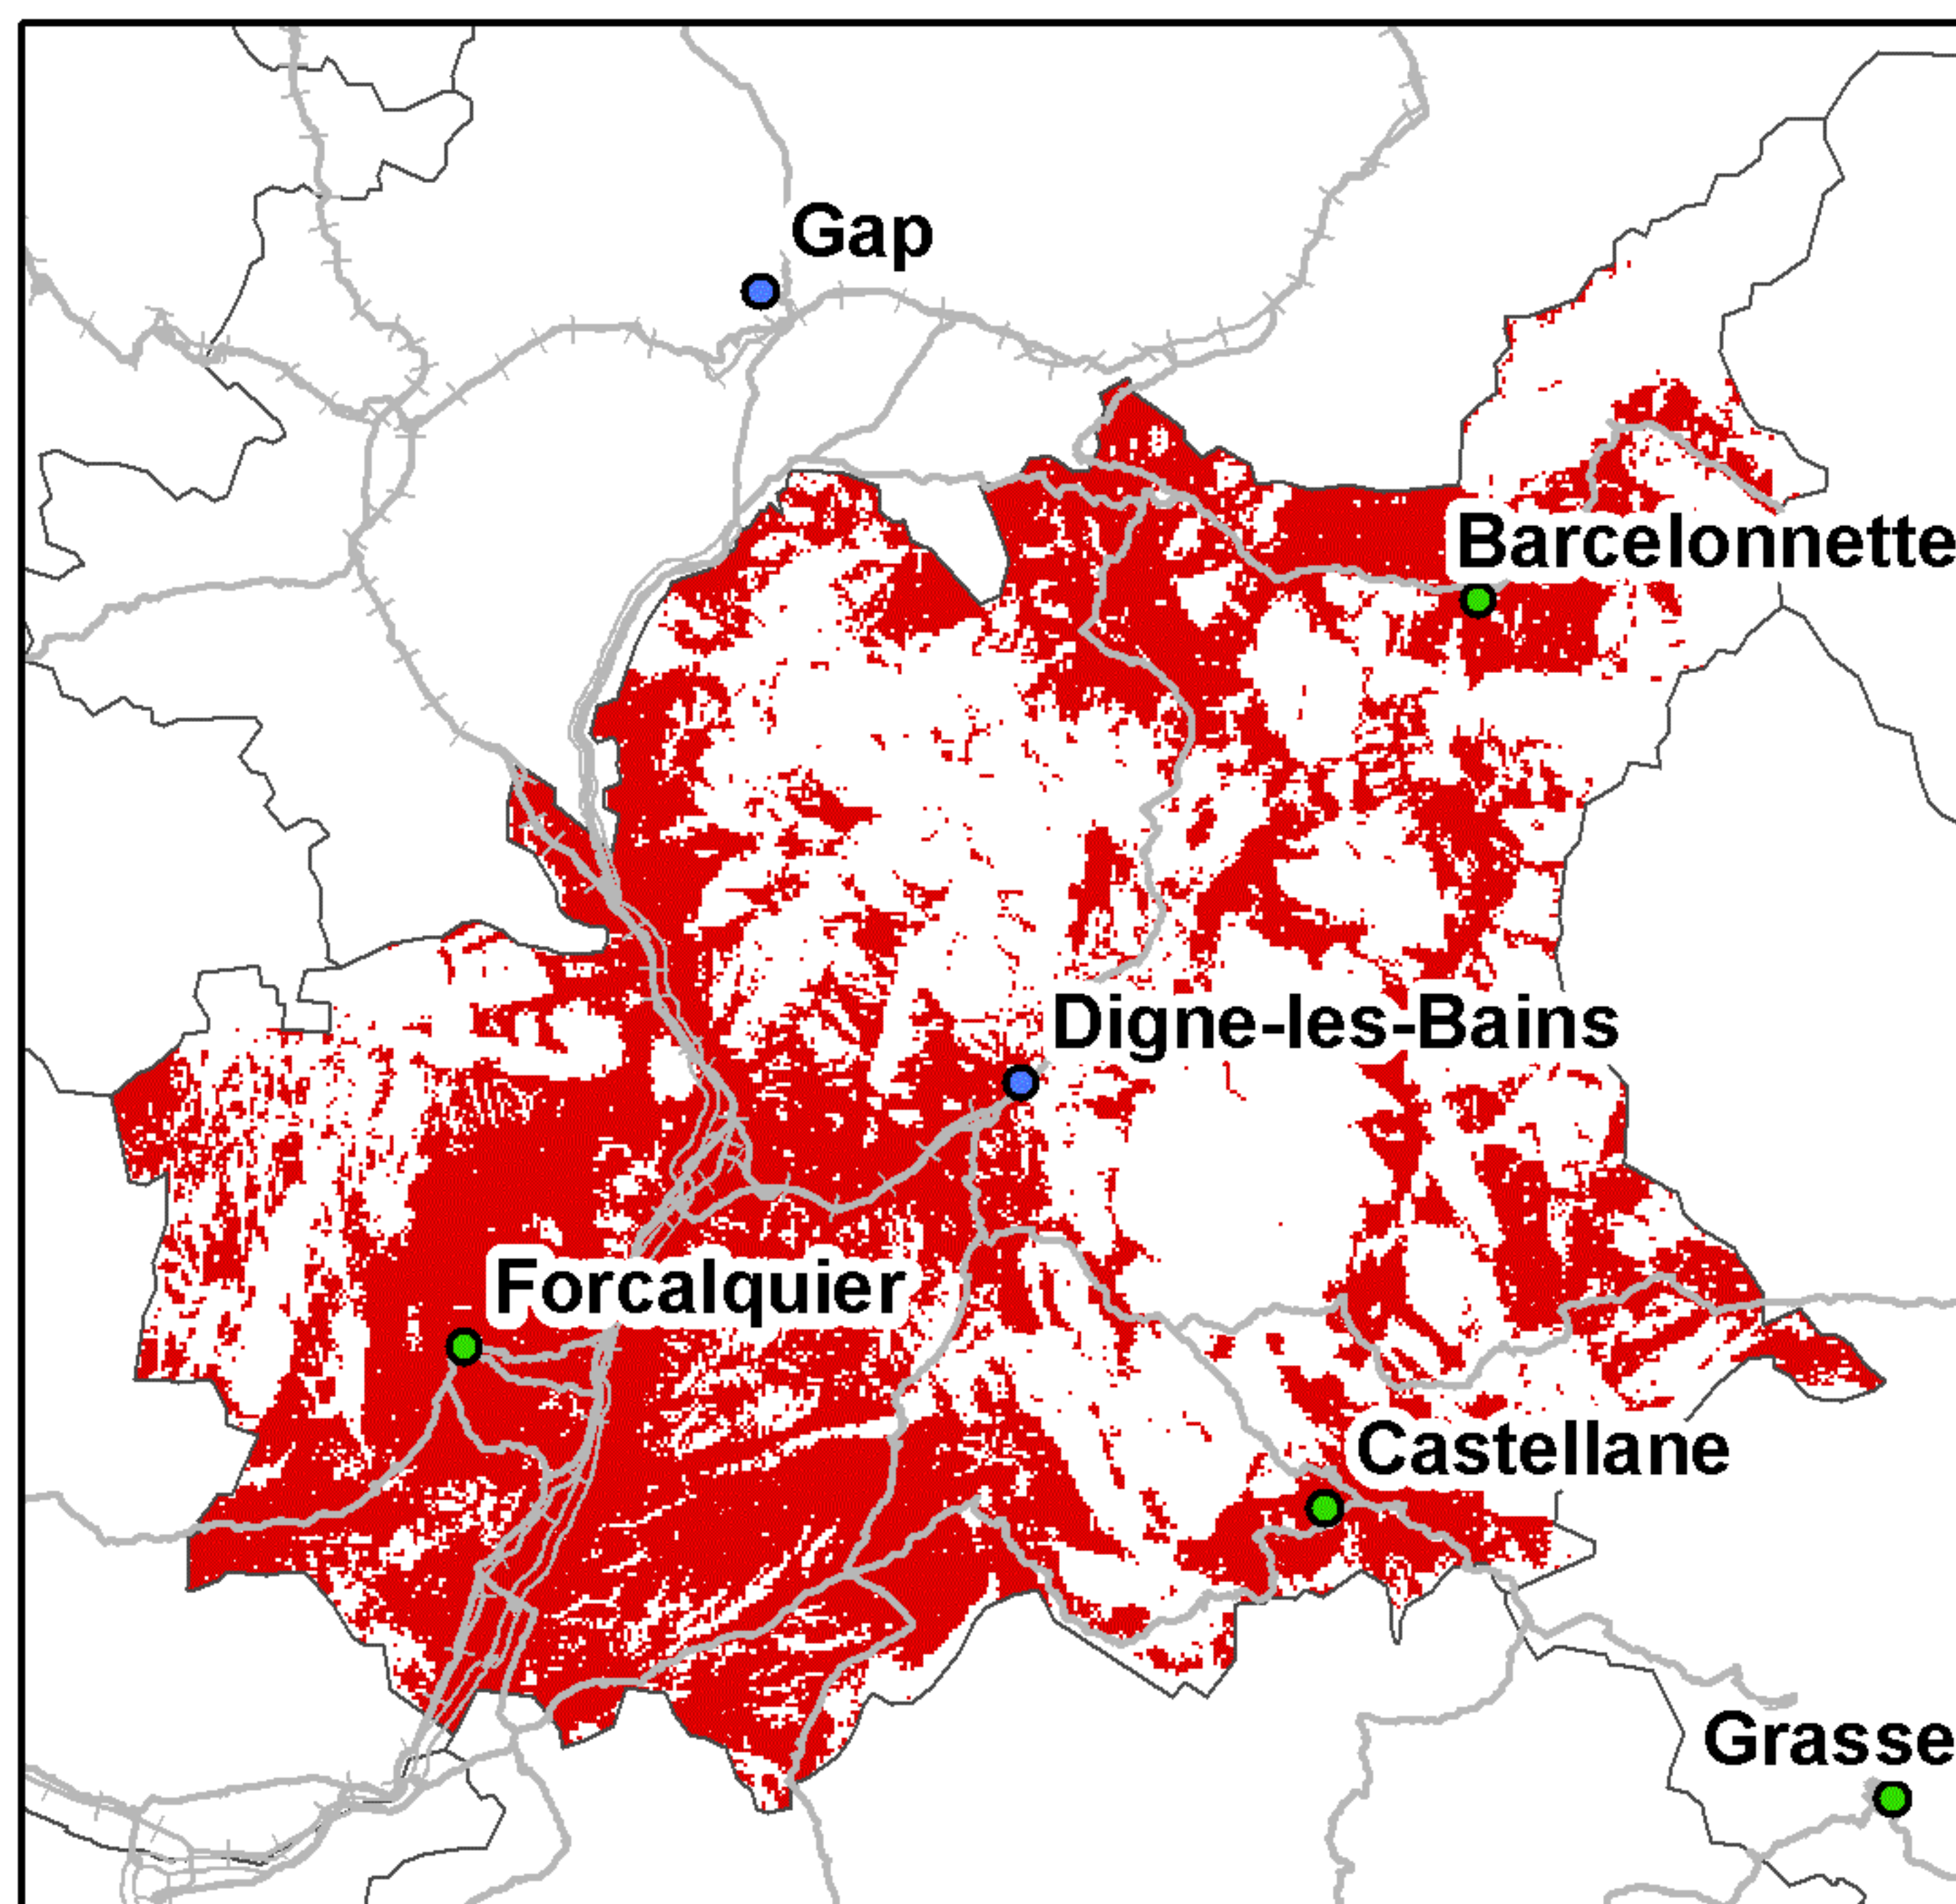 Gap
Barcelonnette
Digne-les-Bains
Forcalquier
Castellane
Grasse